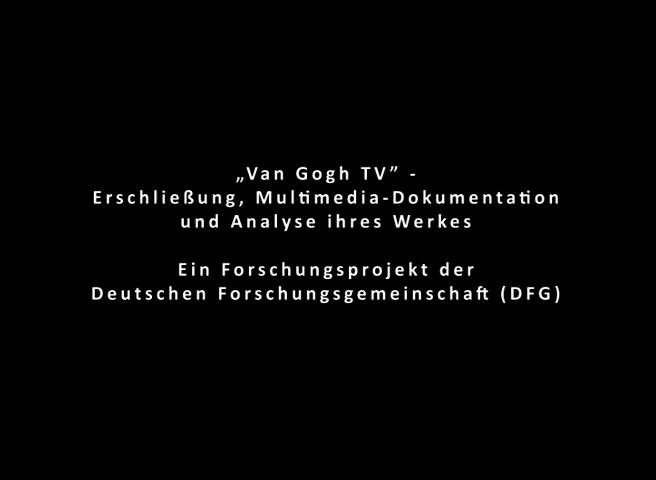 „Van Gogh TV” -
Erschließung, Multimedia-Dokumentation
und Analyse ihres Werkes
Ein Forschungsprojekt der
Deutschen Forschungsgemeinschaft (DFG)